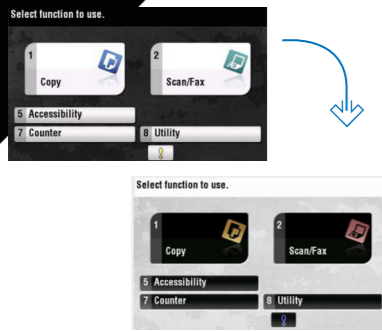 Select function to use.
1 2
Copy Scan/Fax
5 Accessibility
7 Counter 8 Utility
Select function to use.
1 2
Copy Scan/Fax
5 Accessibility
7 Counter 8 Utility